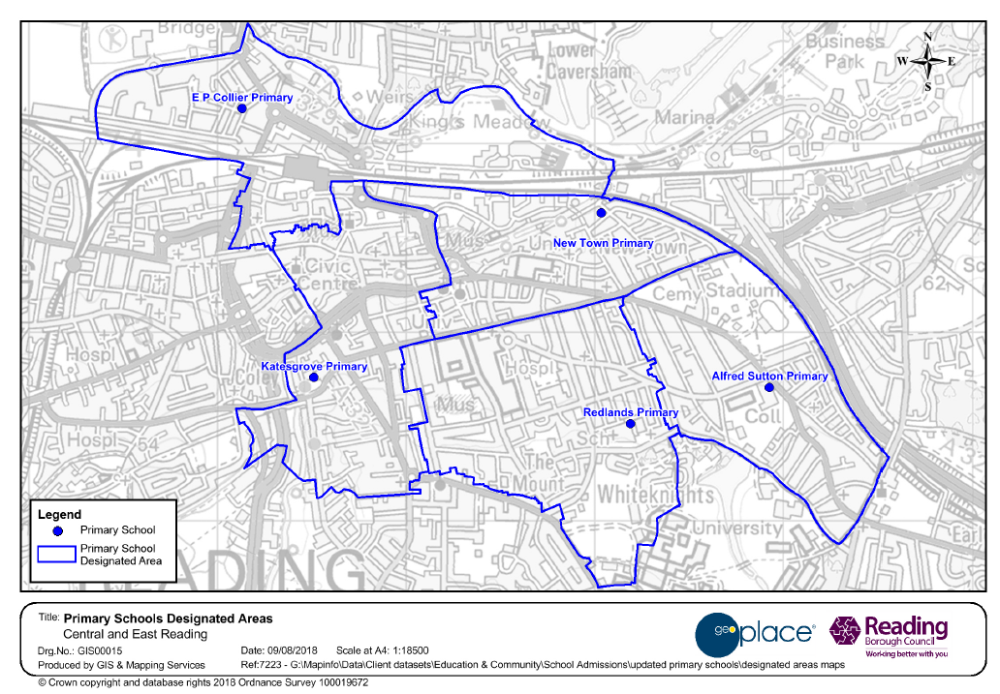 Bridge
Lower
Caversham
Business
Park
N
W E
S
E P Collier Primary
Weirs
King's Meadow
Marina
New Town Primary
Mus
Civic
Centre
Cemy Stadium
62
Hospl
Katesgrove Primary
Coley
Hospl
Alfred Sutton Primary
Coll
Mus
Redlands Primary
Sch
Hospl
54
The
Mount
Whiteknights
University
Ear
READING
Legend
Primary School
Primary School
Designated Area
Title: Primary Schools Designated Areas
Central and East Reading
Drg.No.: GIS00015 Date: 09/08/2018 Scale at A4: 1:18500
Produced by GIS & Mapping Services Ref:7223 - G:\Mapinfo\Data\Client datasets\Education & Community\School Admissions\updated primary schools\designated areas maps
geoplace®
Reading
Borough Council
Working better with you
© Crown copyright and database rights 2018 Ordnance Survey 100019672